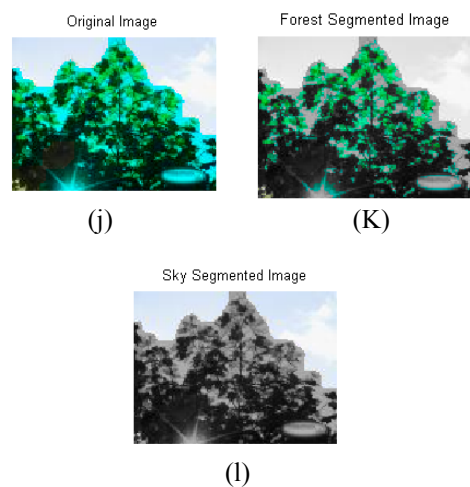 Original Image
Forest Segmented Image
(j)
(K)
Sky Segmented Image
(l)